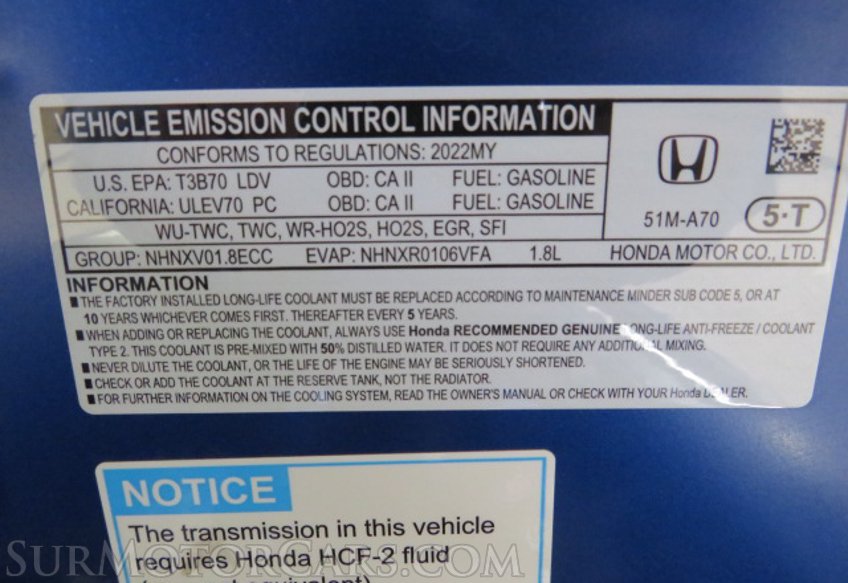 VEHICLE EMISSION CONTROL INFORMATION
CONFORMS TO REGULATIONS: 2022MY
U.S. EPA: T3B70 LDV OBD: CA II FUEL: GASOLINE
CALIFORNIA: ULEV70 PC OBD: CA II FUEL: GASOLINE
WU-TWC, TWC, WR-HO2S, HO2S, EGR, SFI
GROUP: NHNXV01.8ECC EVAP: NHNXR0106VFA 1.8L
51M-A70 5·T
HONDA MOTOR CO., LTD.
INFORMATION
■ THE FACTORY INSTALLED LONG-LIFE COOLANT MUST BE REPLACED ACCORDING TO MAINTENANCE MINDER SUB CODE 5, OR AT
10 YEARS WHICHEVER COMES FIRST. THEREAFTER EVERY 5 YEARS.
■ WHEN ADDING OR REPLACING THE COOLANT, ALWAYS USE Honda RECOMMENDED GENUINE LONG-LIFE ANTI-FREEZE / COOLANT
TYPE 2. THIS COOLANT IS PRE-MIXED WITH 50% DISTILLED WATER. IT DOES NOT REQUIRE ANY ADDITIONAL MIXING.
■ NEVER DILUTE THE COOLANT, OR THE LIFE OF THE ENGINE MAY BE SERIOUSLY SHORTENED.
■ CHECK OR ADD THE COOLANT AT THE RESERVE TANK, NOT THE RADIATOR.
■ FOR FURTHER INFORMATION ON THE COOLING SYSTEM, READ THE OWNER'S MANUAL OR CHECK WITH YOUR Honda DEALER.
NOTICE
The transmission in this vehicle
requires Honda HCF-2 fluid
SurMotorCars.com